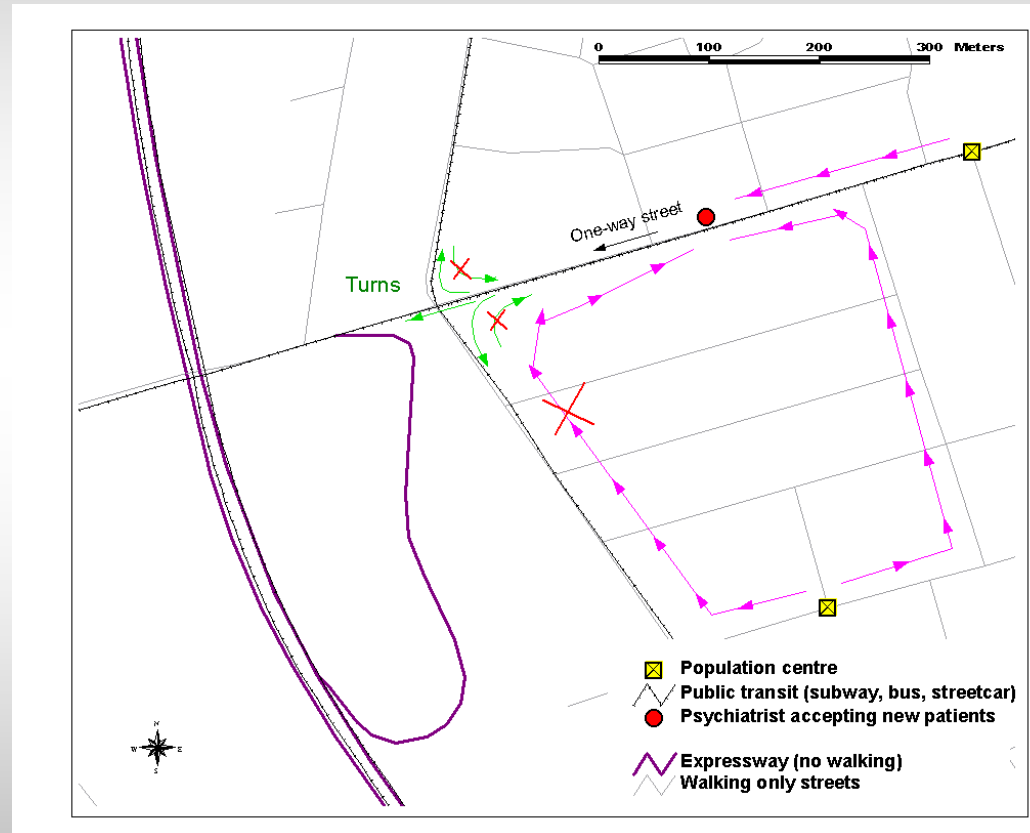 0 100 200 300 Meters
One-way street
Turns
N
W E
S
Population centre
Public transit (subway, bus, streetcar)
Psychiatrist accepting new patients
Expressway (no walking)
Walking only streets